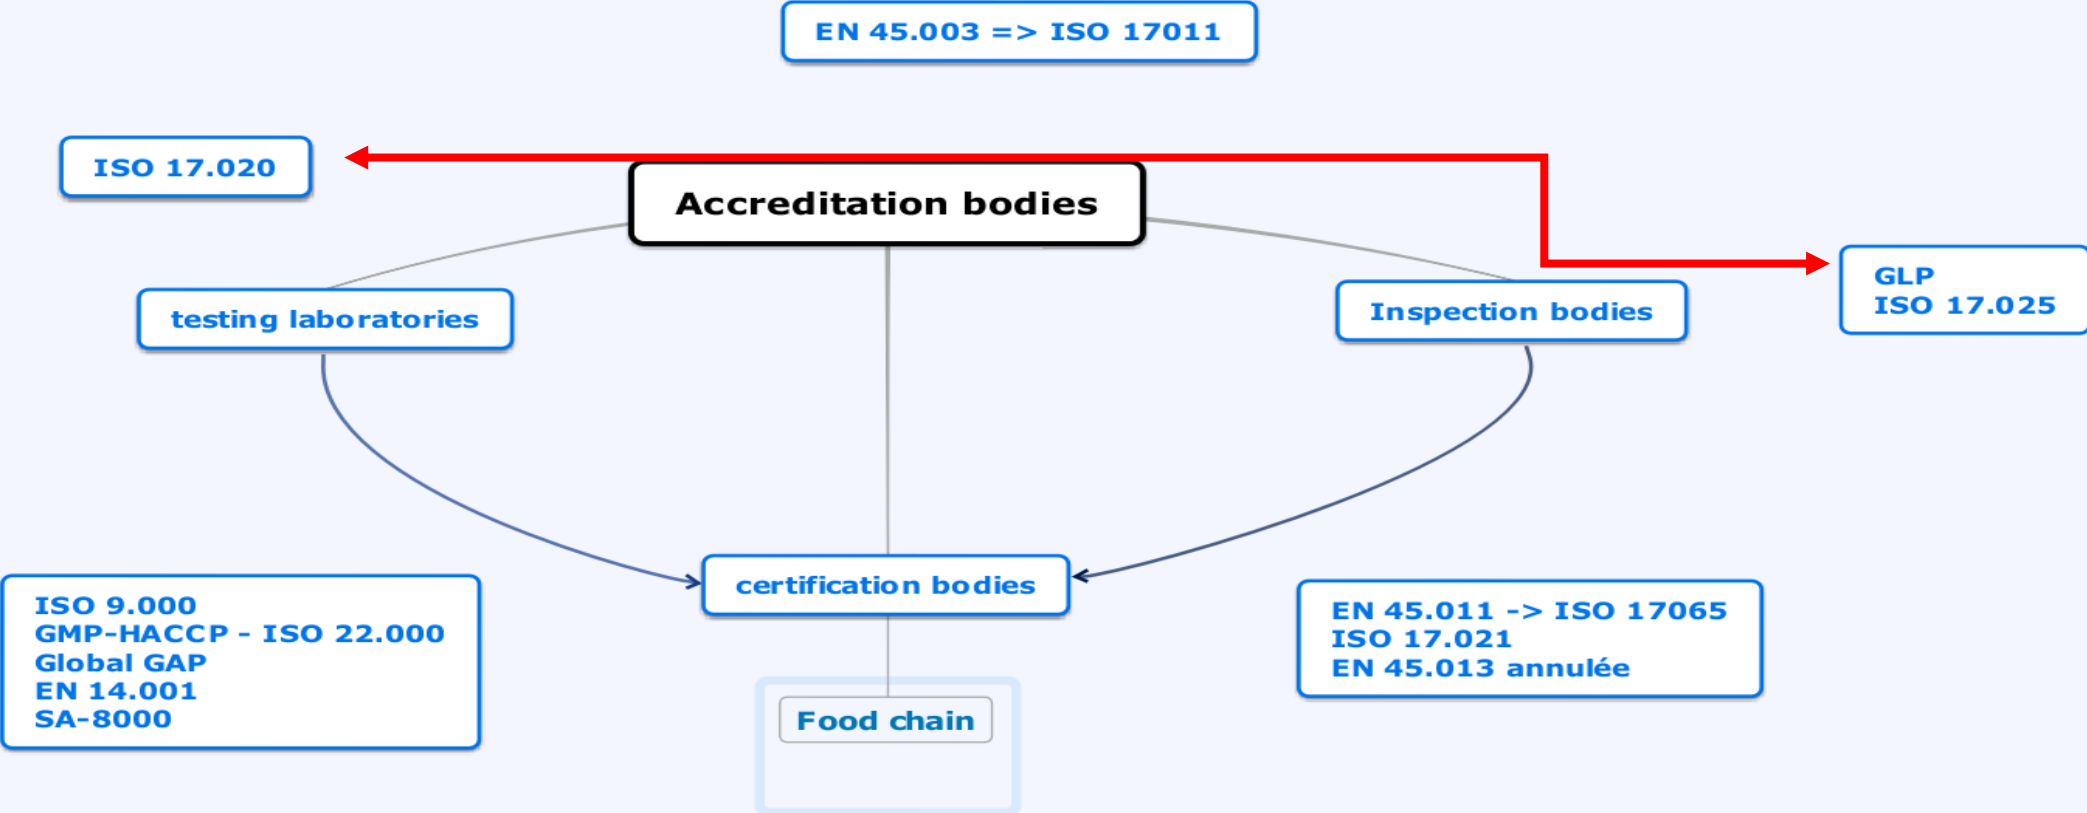 EN 45.003 => ISO 17011
ISO 17.020
Accreditation bodies
GLP
ISO 17.025
testing laboratories
Inspection bodies
certification bodies
ISO 9.000
GMP-HACCP - ISO 22.000
Global GAP
EN 14.001
SA-8000
EN 45.011 -> ISO 17065
ISO 17.021
EN 45.013 annulée
Food chain